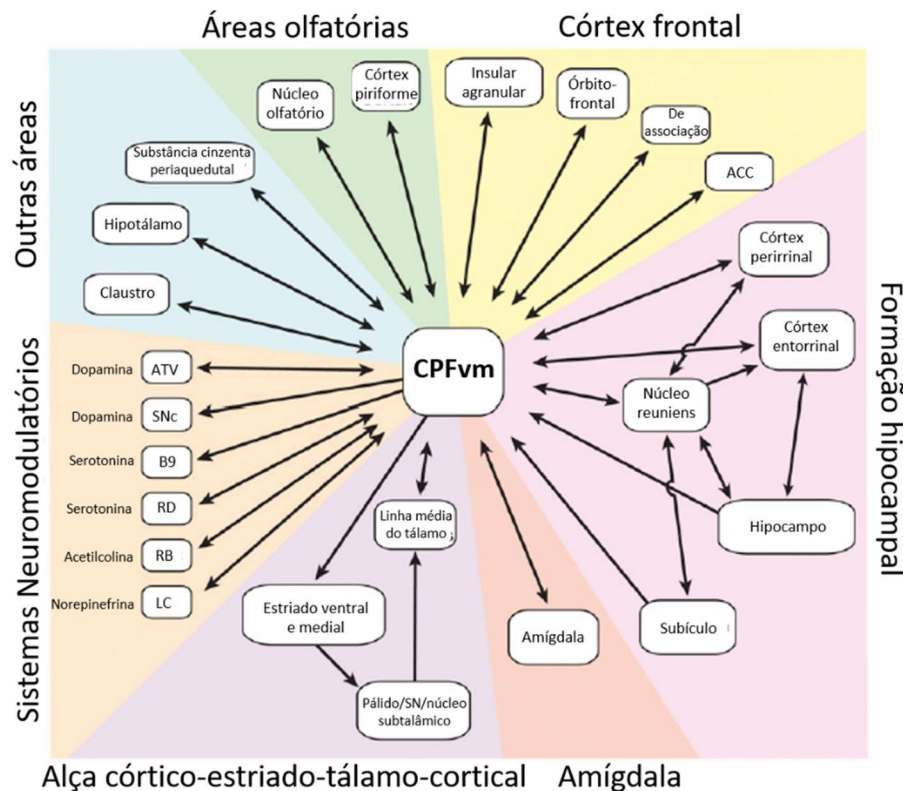 Áreas olfatórias
Córtex frontal
Outras áreas
Núcleo
olfatório
Córtex
piriforme
Insular
agranular
Órbito-
frontal
De
associação
ACC
Substância cinzenta
periaquedutal
Hipotálamo
Claustro
Córtex
perirrinal
Córtex
entorrinal
Núcleo
reuniens
Hipocampo
Subículo
Formação hipocampal
CPFvm
Sistemas Neuromodulatórios
Dopamina
ATV
Dopamina
SNc
Serotonina
B9
Serotonina
RD
Acetilcolina
RB
Norepinefrina
LC
Linha média
do tálamo
Estriado ventral
e medial
Pálido/SN/núcleo
subtalâmico
Amígdala
Alça córtico-estriado-tálamo-cortical
Amígdala